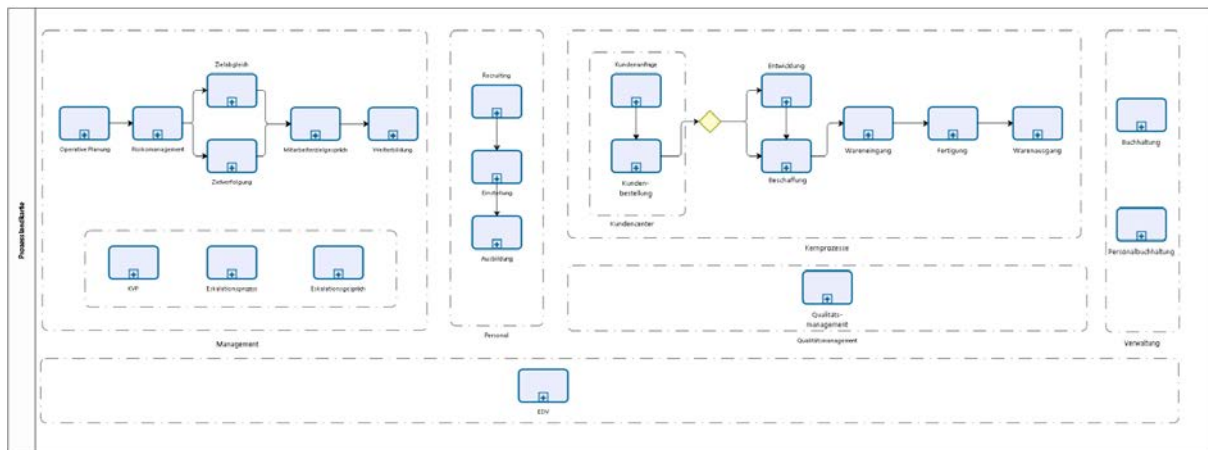 Prozesslandkarte
Zielabgleich
Operative Planung
Risikomanagement
Zielverfolgung
Mitarbeiterzielgespräch
Weiterbildung
KVP
Eskalationsprozess
Eskalationsgespräch
Management
Recruiting
Einstellung
Ausbildung
Personal
Kundenanfrage
Kunden-
bestellung
Kundencenter
Entwicklung
Beschaffung
Wareneingang
Fertigung
Warenausgang
Kernprozesse
Qualitäts-
management
Qualitätsmanagement
Buchhaltung
Personalbuchhaltung
Verwaltung
EDV